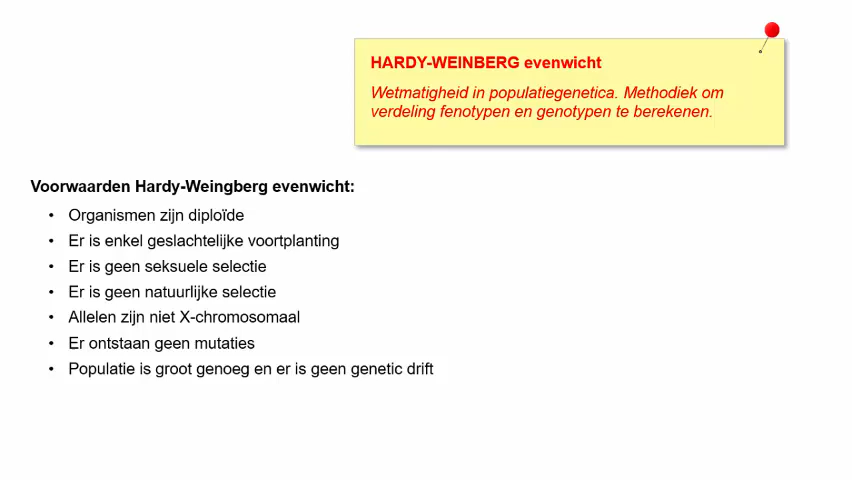 HARDY-WEINBERG evenwicht
Wetmatigheid in populatiegenetica. Methodiek om
verdeling fenotypen en genotypen te berekenen.
Voorwaarden Hardy-Weingberg evenwicht:
• Organismen zijn diploïde
• Er is enkel geslachtelijke voortplanting
• Er is geen seksuele selectie
• Er is geen natuurlijke selectie
• Allelen zijn niet X-chromosomaal
• Er ontstaan geen mutaties
• Populatie is groot genoeg en er is geen genetic drift